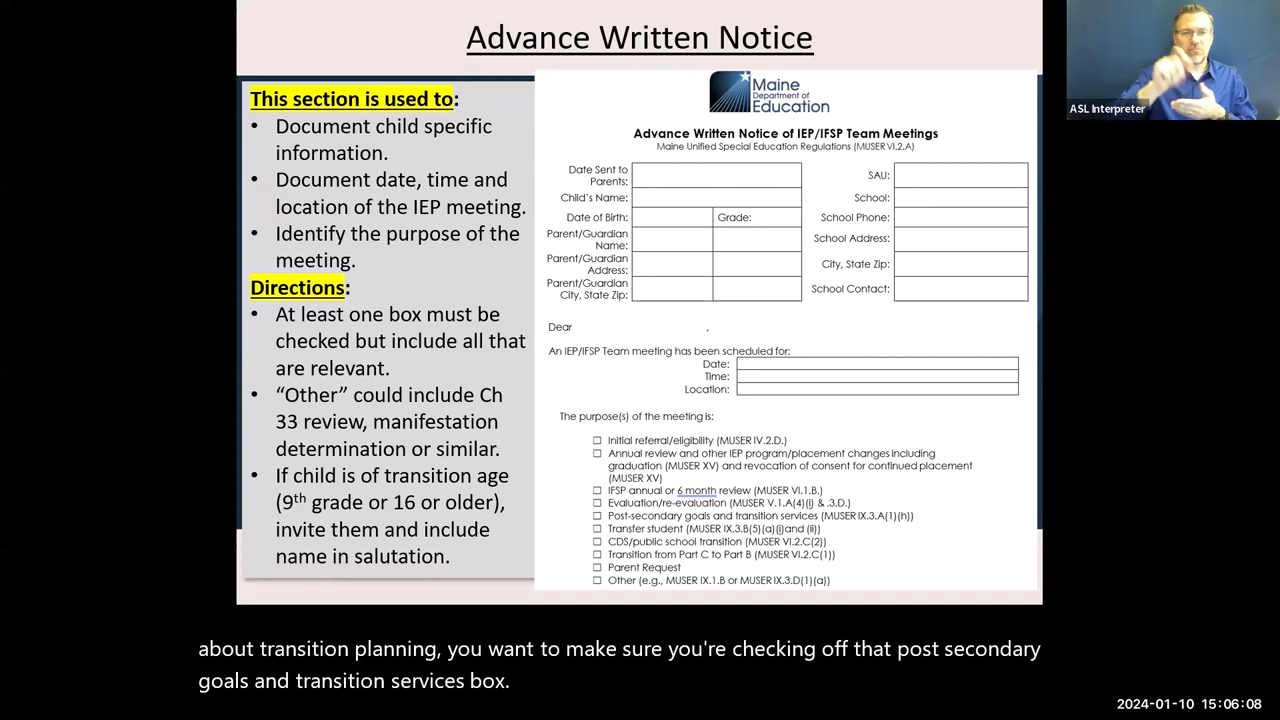 Advance Written Notice
This section is used to:
• Document child specific
information.
• Document date, time and
location of the IEP meeting.
• Identify the purpose of the
meeting.
Directions:
• At least one box must be
checked but include all that
are relevant.
• “Other” could include Ch
33 review, manifestation
determination or similar.
• If child is of transition age
(9th grade or 16 or older),
invite them and include
name in salutation.
Maine
Department of
Education
Advance Written Notice of IEP/IFSP Team Meetings
Maine Unified Special Education Regulations (MUSER VI.2.A)
Date Sent to
Parents:
SAU:
Child's Name:
School:
Date of Birth:
Grade:
School Phone:
Parent/Guardian
Name:
School Address:
Parent/Guardian
Address:
City, State Zip:
Parent/Guardian
City, State Zip:
School Contact:
Dear ,
An IEP/IFSP Team meeting has been scheduled for:
Date:
Time:
Location:
The purpose(s) of the meeting is:
☐ Initial referral/eligibility (MUSER IV.2.D.)
☐ Annual review and other IEP program/placement changes including
graduation (MUSER XV) and revocation of consent for continued placement
(MUSER XV)
☐ IFSP annual or 6 month review (MUSER VI.1.B.)
☐ Evaluation/re-evaluation (MUSER V.1.A(4)(i) & .3.D.)
☐ Post-secondary goals and transition services (MUSER IX.3.A(1)(h))
☐ Transfer student (MUSER IX.3.B(5)(a)(i)and (ii))
☐ CDS/public school transition (MUSER VI.2.C(2))
☐ Transition from Part C to Part B (MUSER VI.2.C(1))
☐ Parent Request
☐ Other (e.g., MUSER IX.1.B or MUSER IX.3.D(1)(a))
ASL Interpreter
about transition planning, you want to make sure you're checking off that post secondary
goals and transition services box.
2024-01-10 15:06:08